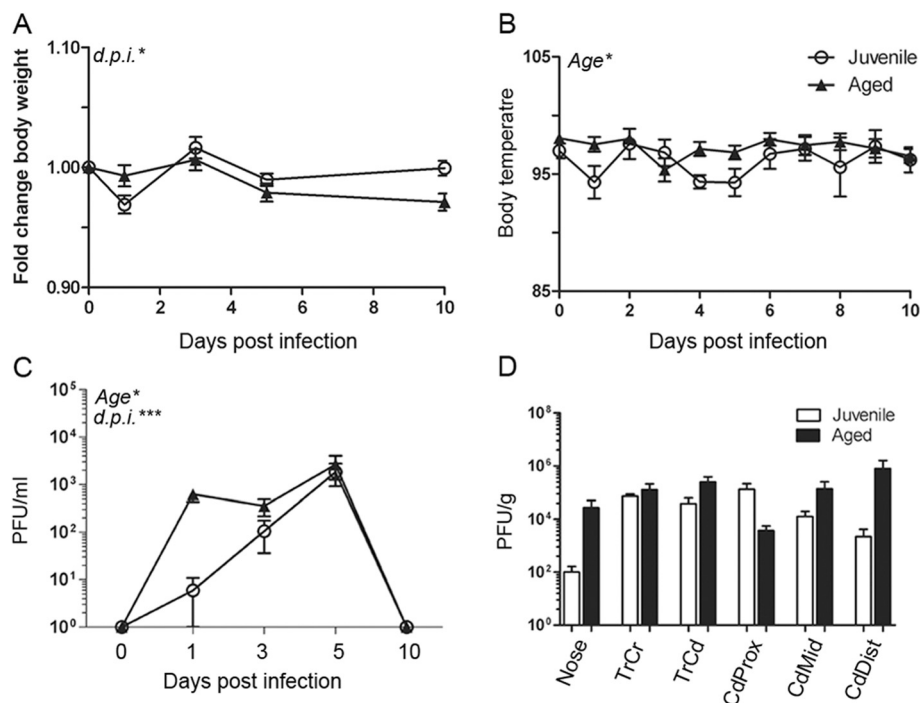 A
Fold change body weight
1.10
1.00
0.90
d.p.i.*
0 2 4 6 8 10
Days post infection
B
Body temperatre
105
95
85
Age*
Juvenile
Aged
0 2 4 6 8 10
Days post infection
C
PFU/ml
10⁵
10⁴
10³
10²
10¹
10⁰
Age*
d.p.i.***
0 1 3 5 10
Days post infection
D
PFU/g
10⁸
10⁶
10⁴
10²
10⁰
Juvenile
Aged
Nose
TrCr
TrCd
CdProx
CdMid
CdDist